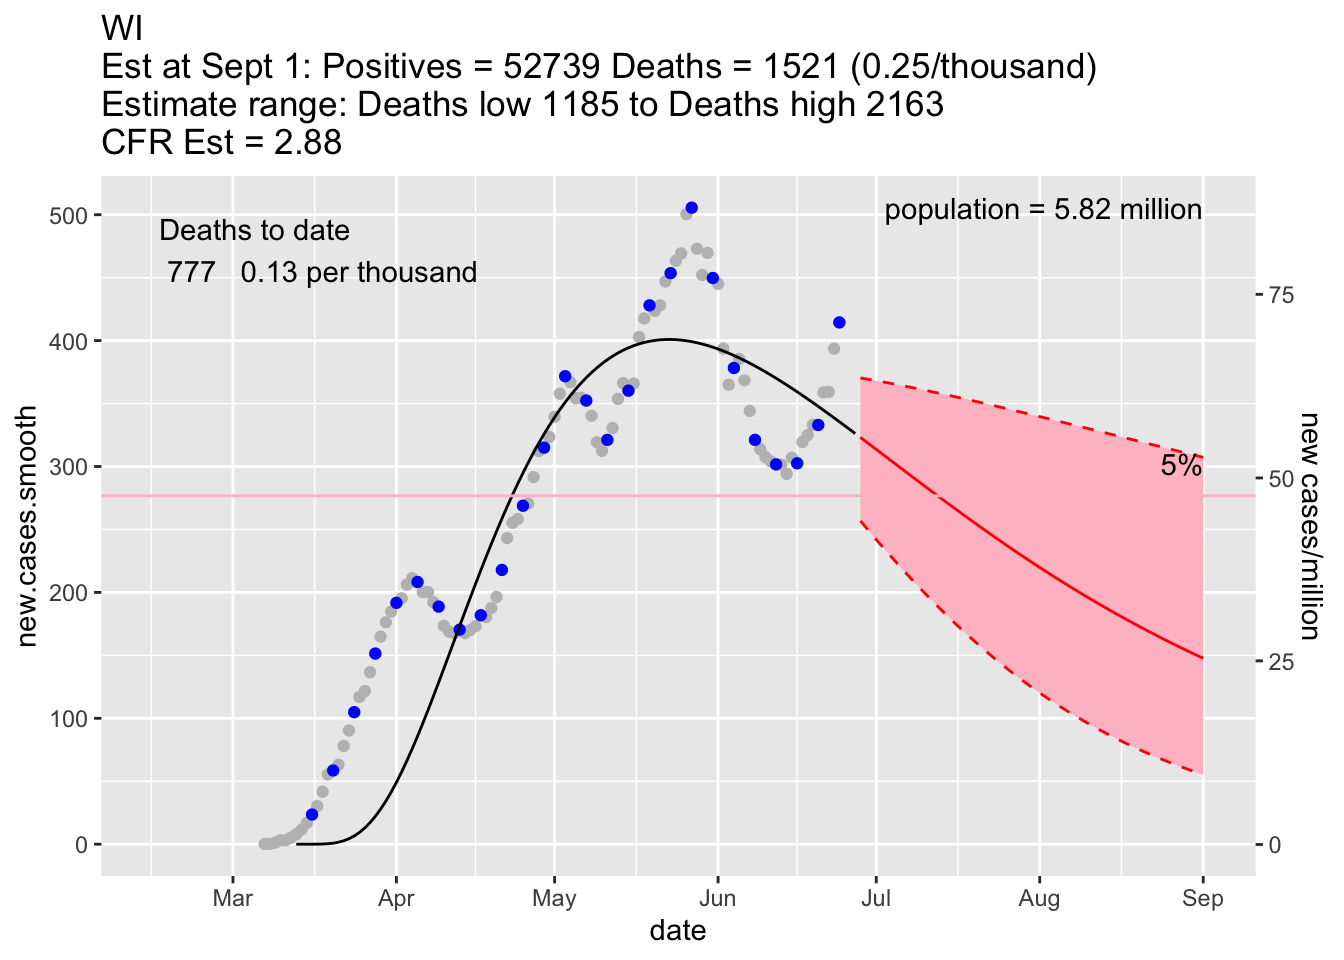 WI
Est at Sept 1: Positives = 52739 Deaths = 1521 (0.25/thousand)
Estimate range: Deaths low 1185 to Deaths high 2163
CFR Est = 2.88
Deaths to date
777 0.13 per thousand
population = 5.82 million
5%
new.cases.smooth
500
400
300
200
100
0
75
50
25
0
new cases/million
Mar Apr May Jun Jul Aug Sep
date